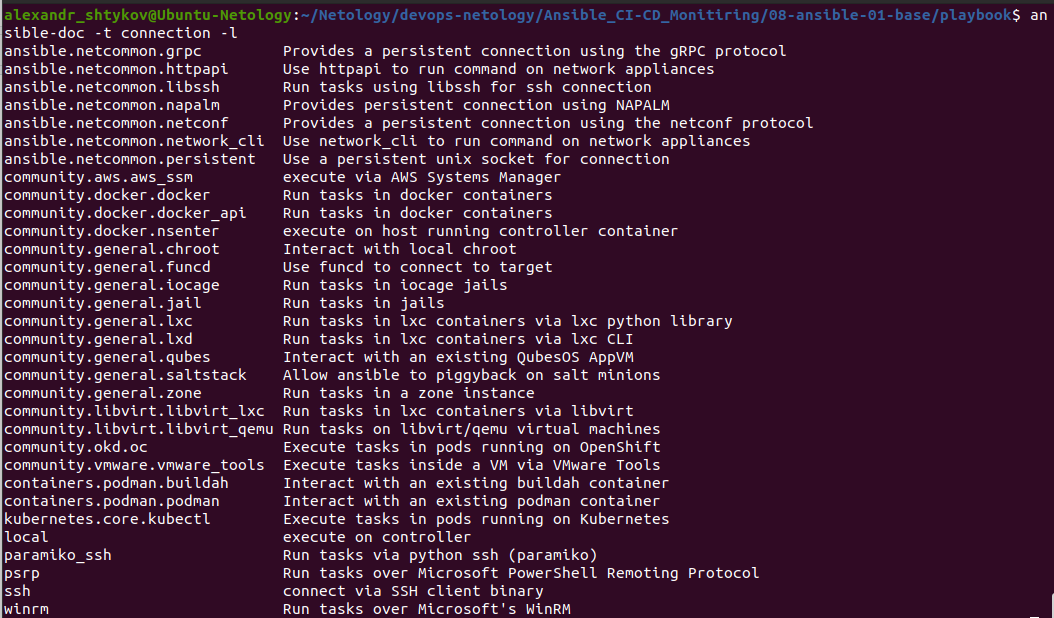 alexandr_shtykov@Ubuntu-Netology:~/Netology/devops-netology/Ansible_CI-CD_Monitiring/08-ansible-01-base/playbook$ an
sible-doc -t connection -l
ansible.netcommon.grpc         Provides a persistent connection using the gRPC protocol
ansible.netcommon.httpapi      Use httpapi to run command on network appliances
ansible.netcommon.libssh       Run tasks using libssh for ssh connection
ansible.netcommon.napalm       Provides persistent connection using NAPALM
ansible.netcommon.netconf      Provides a persistent connection using the netconf protocol
ansible.netcommon.network_cli  Use network_cli to run command on network appliances
ansible.netcommon.persistent   Use a persistent unix socket for connection
community.aws.aws_ssm          execute via AWS Systems Manager
community.docker.docker        Run tasks in docker containers
community.docker.docker_api    Run tasks in docker containers
community.docker.nsenter       execute on host running controller container
community.general.chroot       Interact with local chroot
community.general.funcd        Use funcd to connect to target
community.general.iocage       Run tasks in iocage jails
community.general.jail         Run tasks in jails
community.general.lxc          Run tasks in lxc containers via lxc python library
community.general.lxd          Run tasks in lxc containers via lxc CLI
community.general.qubes        Interact with an existing QubesOS AppVM
community.general.saltstack    Allow ansible to piggyback on salt minions
community.general.zone         Run tasks in a zone instance
community.libvirt.libvirt_lxc  Run tasks in lxc containers via libvirt
community.libvirt.libvirt_qemu Run tasks on libvirt/qemu virtual machines
community.okd.oc               Execute tasks in pods running on OpenShift
community.vmware.vmware_tools  Execute tasks inside a VM via VMware Tools
containers.podman.buildah      Interact with an existing buildah container
containers.podman.podman       Interact with an existing podman container
kubernetes.core.kubectl        Execute tasks in pods running on Kubernetes
local                          execute on controller
paramiko_ssh                   Run tasks via python ssh (paramiko)
psrp                           Run tasks over Microsoft PowerShell Remoting Protocol
ssh                            connect via SSH client binary
winrm                          Run tasks over Microsoft's WinRM